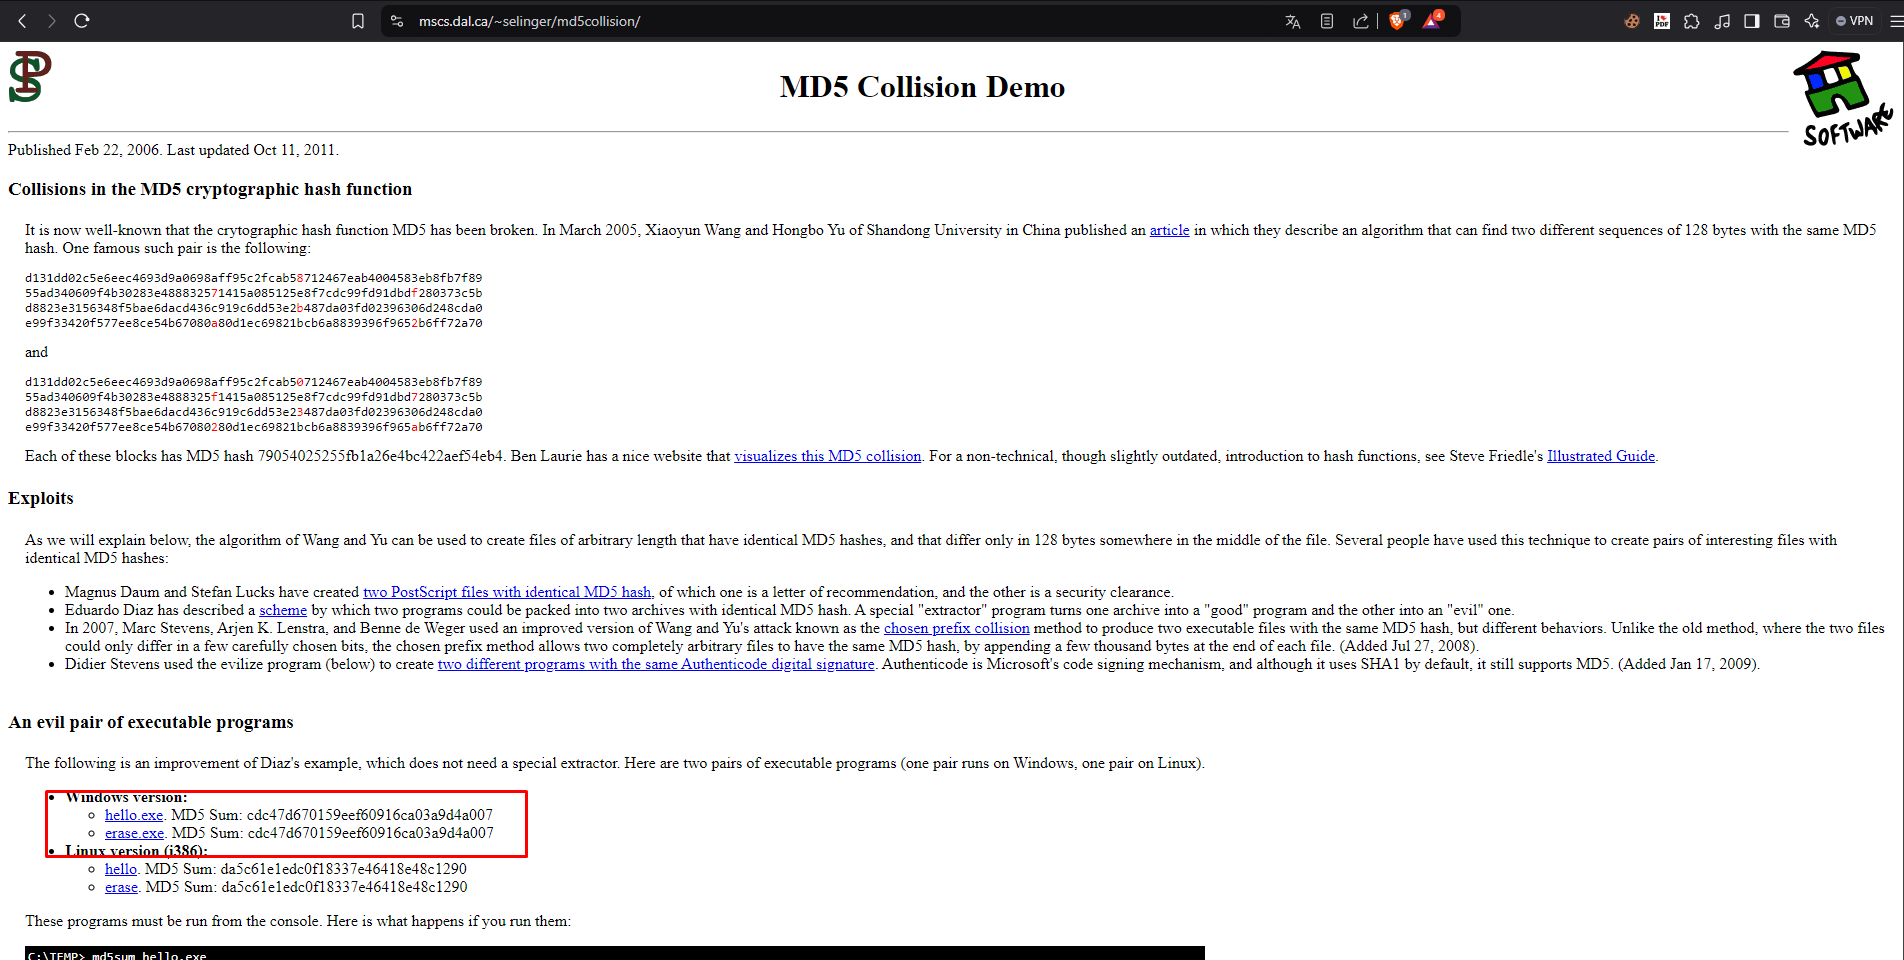 mscs.dal.ca/~selinger/md5collision/
1
4
VPN
MD5 Collision Demo
SOFTWARE
Published Feb 22, 2006. Last updated Oct 11, 2011.
Collisions in the MD5 cryptographic hash function
It is now well-known that the crytographic hash function MD5 has been broken. In March 2005, Xiaoyun Wang and Hongbo Yu of Shandong University in China published an article in which they describe an algorithm that can find two different sequences of 128 bytes with the same MD5
hash. One famous such pair is the following:
d131dd02c5e6eec4693d9a0698aff95c2fcab58712467eab4004583eb8fb7f89
55ad340609f4b30283e488832571415a085125e8f7cdc99fd91dbdf280373c5b
d8823e3156348f5bae6dacd436c919c6dd53e2b487da03fd02396306d248cda0
e99f33420f577ee8ce54b67080a80d1ec69821bcb6a8839396f9652b6ff72a70
and
d131dd02c5e6eec4693d9a0698aff95c2fcab50712467eab4004583eb8fb7f89
55ad340609f4b30283e4888325f1415a085125e8f7cdc99fd91dbd7280373c5b
d8823e3156348f5bae6dacd436c919c6dd53e23487da03fd02396306d248cda0
e99f33420f577ee8ce54b67080280d1ec69821bcb6a8839396f965ab6ff72a70
Each of these blocks has MD5 hash 79054025255fb1a26e4bc422aef54eb4. Ben Laurie has a nice website that visualizes this MD5 collision. For a non-technical, though slightly outdated, introduction to hash functions, see Steve Friedle's Illustrated Guide.
Exploits
As we will explain below, the algorithm of Wang and Yu can be used to create files of arbitrary length that have identical MD5 hashes, and that differ only in 128 bytes somewhere in the middle of the file. Several people have used this technique to create pairs of interesting files with
identical MD5 hashes:
• Magnus Daum and Stefan Lucks have created two PostScript files with identical MD5 hash, of which one is a letter of recommendation, and the other is a security clearance.
• Eduardo Diaz has described a scheme by which two programs could be packed into two archives with identical MD5 hash. A special "extractor" program turns one archive into a "good" program and the other into an "evil" one.
• In 2007, Marc Stevens, Arjen K. Lenstra, and Benne de Weger used an improved version of Wang and Yu's attack known as the chosen prefix collision method to produce two executable files with the same MD5 hash, but different behaviors. Unlike the old method, where the two files
could only differ in a few carefully chosen bits, the chosen prefix method allows two completely arbitrary files to have the same MD5 hash, by appending a few thousand bytes at the end of each file. (Added Jul 27, 2008).
• Didier Stevens used the evilize program (below) to create two different programs with the same Authenticode digital signature. Authenticode is Microsoft's code signing mechanism, and although it uses SHA1 by default, it still supports MD5. (Added Jan 17, 2009).
An evil pair of executable programs
The following is an improvement of Diaz's example, which does not need a special extractor. Here are two pairs of executable programs (one pair runs on Windows, one pair on Linux).
• Windows version:
◦ hello.exe. MD5 Sum: cdc47d670159eef60916ca03a9d4a007
◦ erase.exe. MD5 Sum: cdc47d670159eef60916ca03a9d4a007
• Linux version (i386):
◦ hello. MD5 Sum: da5c61e1edc0f18337e46418e48c1290
◦ erase. MD5 Sum: da5c61e1edc0f18337e46418e48c1290
These programs must be run from the console. Here is what happens if you run them:
C:\TEMP> md5sum hello.exe